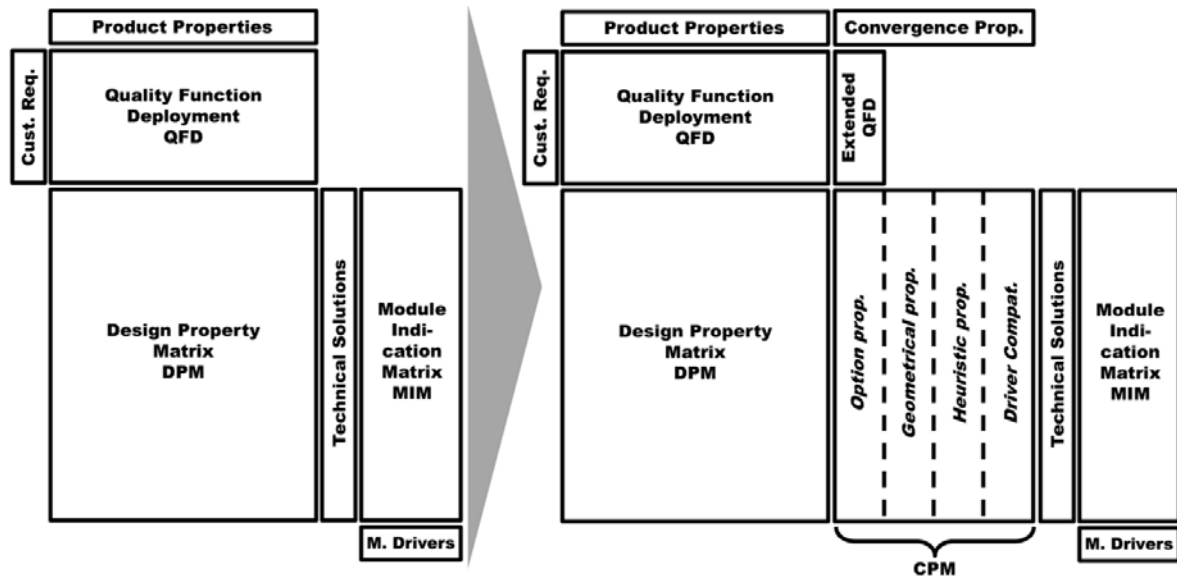 Product Properties
Cust. Req.
Quality Function
Deployment
QFD
Design Property
Matrix
DPM
Technical Solutions
Module
Indi-
cation
Matrix
MIM
M. Drivers
Product Properties
Convergence Prop.
Cust. Req.
Quality Function
Deployment
QFD
Extended
QFD
Design Property
Matrix
DPM
Option prop.
Geometrical prop.
Heuristic prop.
Driver Compat.
Technical Solutions
Module
Indi-
cation
Matrix
MIM
M. Drivers
CPM